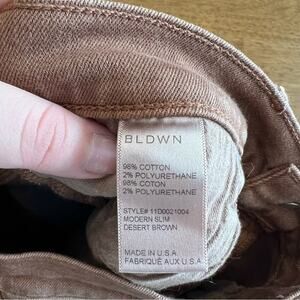 BLDWN
98% COTTON
2% POLYURETHANE
98% COTON
2% POLYURETHANE
STYLE# 11D0021004
MODERN SLIM
DESERT BROWN
MADE IN U.S.A
FABRIQUÉ AUX U.S.A